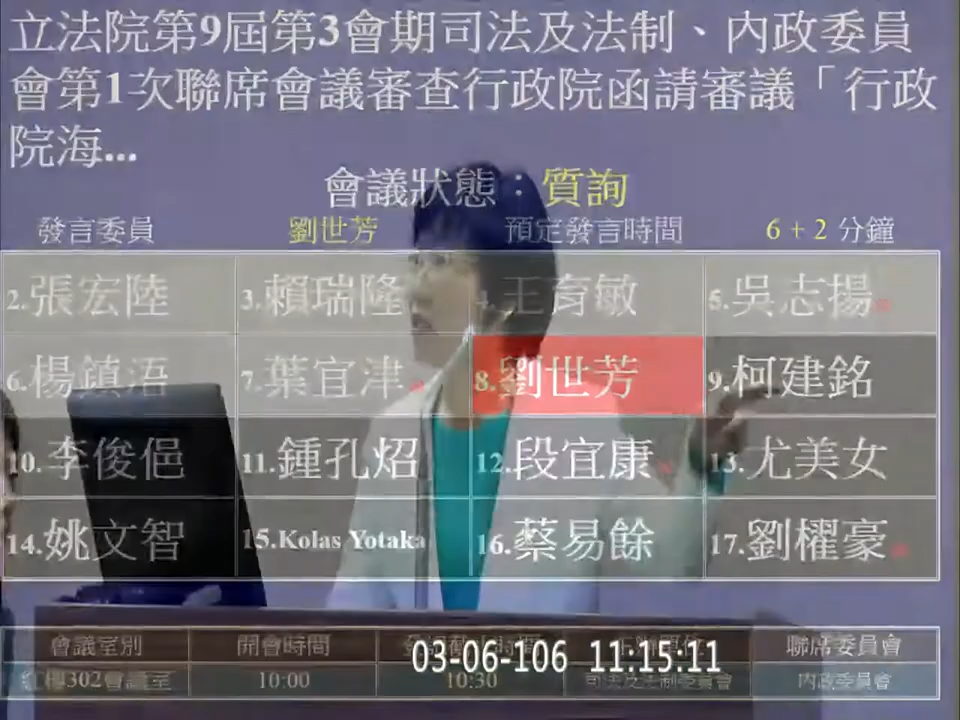 立法院第9屆第3會期司法及法制、內政委員
會第1次聯席會議審查行政院函請審議「行政
院海...
會議狀態：質詢
發言委員 劉世芳 預定發言時間 6 + 2 分鐘
2.張宏陸 3.賴瑞隆 4.王育敏 5.吳志揚
6.楊鎮浯 7.葉宜津 8.劉世芳 9.柯建銘
10.李俊俋 11.鍾孔炤 12.段宜康 13.尤美女
14.姚文智 15.Kolas Yotaka 16.蔡易餘 17.劉櫂豪
會議室別 開會時間 聯席委員會
紅樓302會議室 10:00 10:30 司法及法制委員會 內政委員會
03-06-106 11:15:11